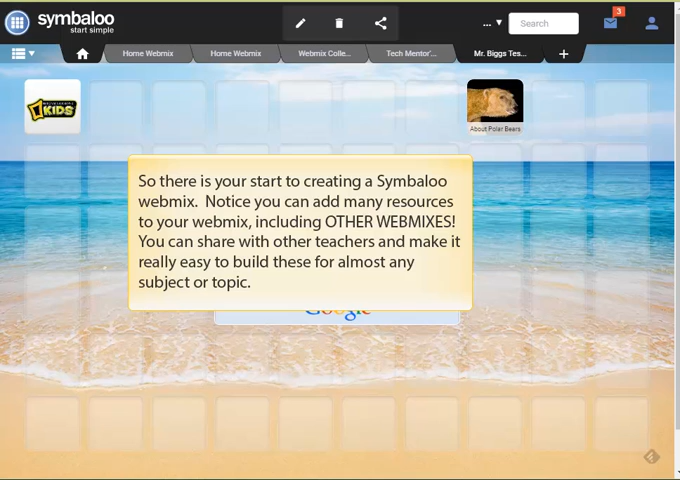 symbaloo
start simple
... ▼
Search
3
Home Webmix
Home Webmix
Webmix Colle...
Tech Mentor'...
Mr. Biggs Tes...
+
KIDS
About Polar Bears
So there is your start to creating a Symbaloo
webmix. Notice you can add many resources
to your webmix, including OTHER WEBMIXES!
You can share with other teachers and make it
really easy to build these for almost any
subject or topic.
Google